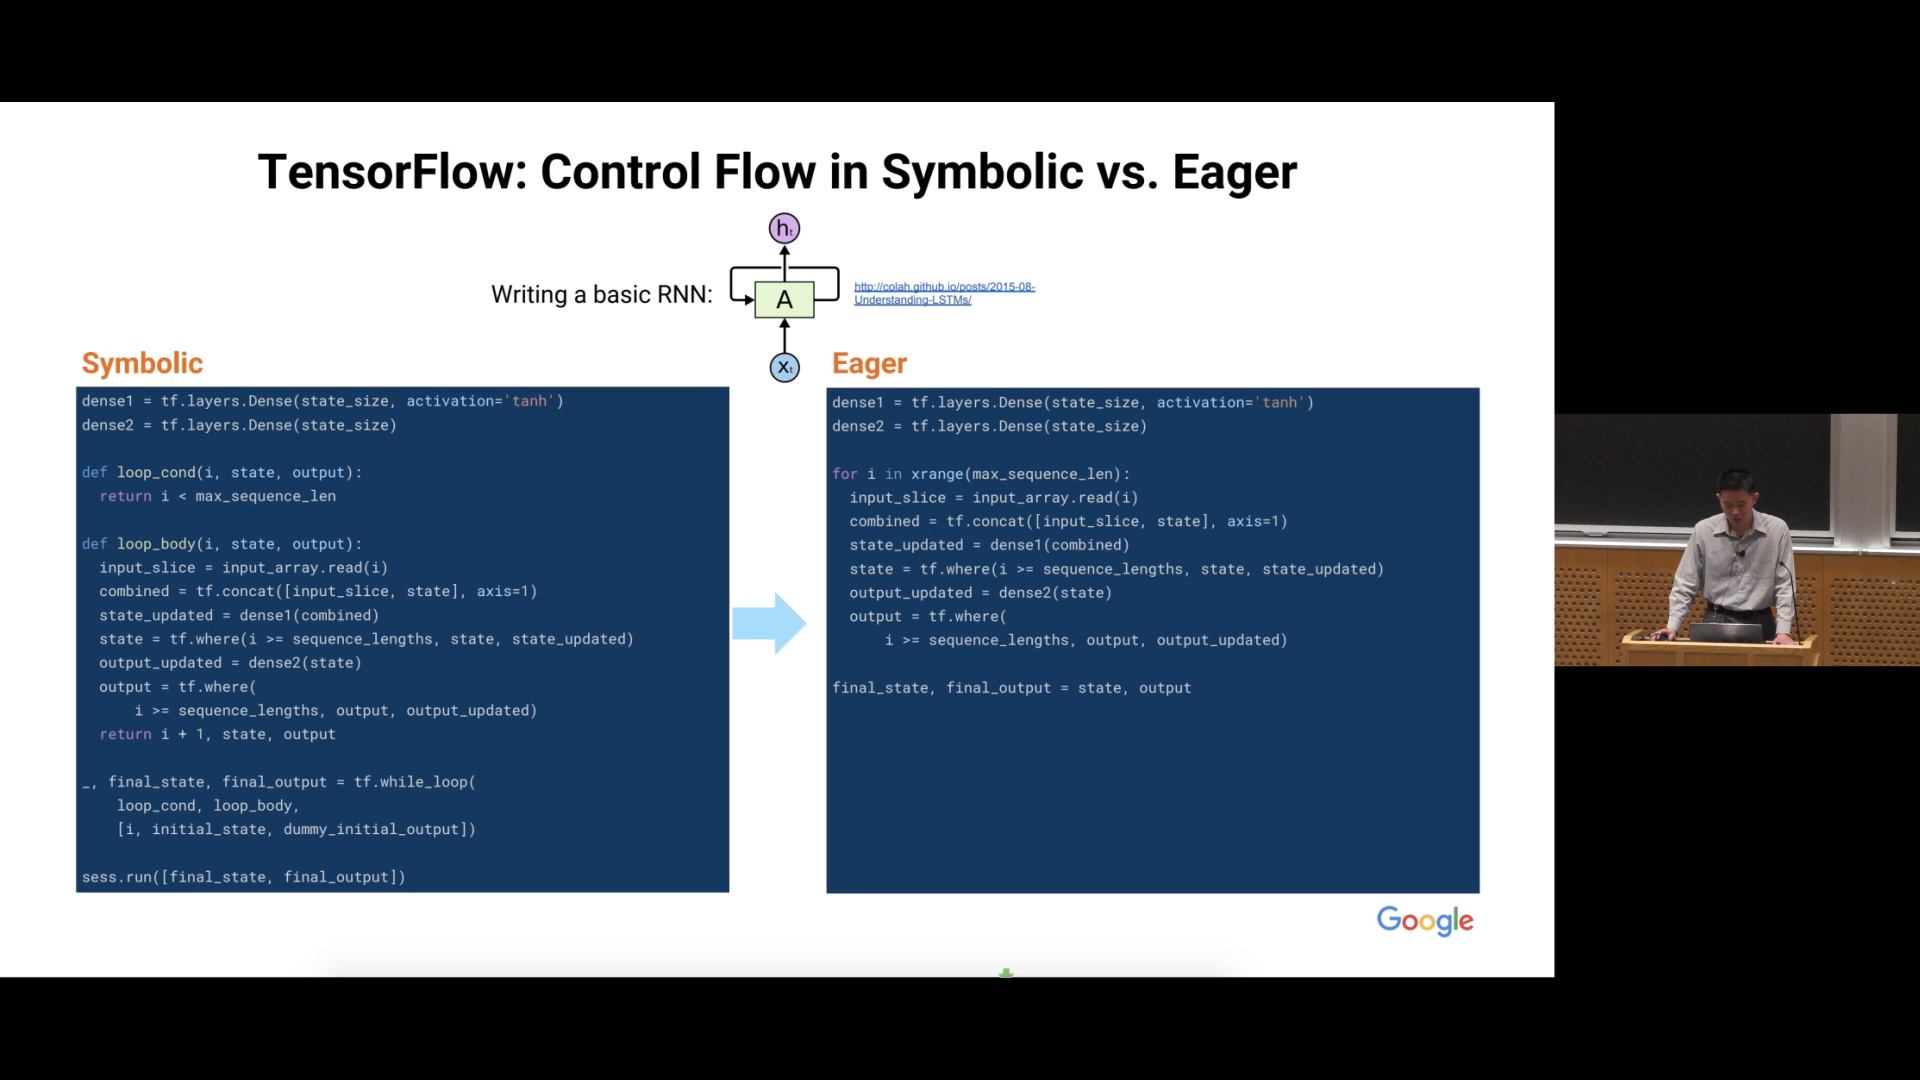 TensorFlow: Control Flow in Symbolic vs. Eager
ht
Writing a basic RNN:
A
http://colah.github.io/posts/2015-08-
Understanding-LSTMs/
xt
Symbolic
dense1 = tf.layers.Dense(state_size, activation='tanh')
dense2 = tf.layers.Dense(state_size)
def loop_cond(i, state, output):
  return i < max_sequence_len
def loop_body(i, state, output):
  input_slice = input_array.read(i)
  combined = tf.concat([input_slice, state], axis=1)
  state_updated = dense1(combined)
  state = tf.where(i >= sequence_lengths, state, state_updated)
  output_updated = dense2(state)
  output = tf.where(
      i >= sequence_lengths, output, output_updated)
  return i + 1, state, output
_, final_state, final_output = tf.while_loop(
    loop_cond, loop_body,
    [i, initial_state, dummy_initial_output])
sess.run([final_state, final_output])
Eager
dense1 = tf.layers.Dense(state_size, activation='tanh')
dense2 = tf.layers.Dense(state_size)
for i in xrange(max_sequence_len):
  input_slice = input_array.read(i)
  combined = tf.concat([input_slice, state], axis=1)
  state_updated = dense1(combined)
  state = tf.where(i >= sequence_lengths, state, state_updated)
  output_updated = dense2(state)
  output = tf.where(
      i >= sequence_lengths, output, output_updated)
final_state, final_output = state, output
Google